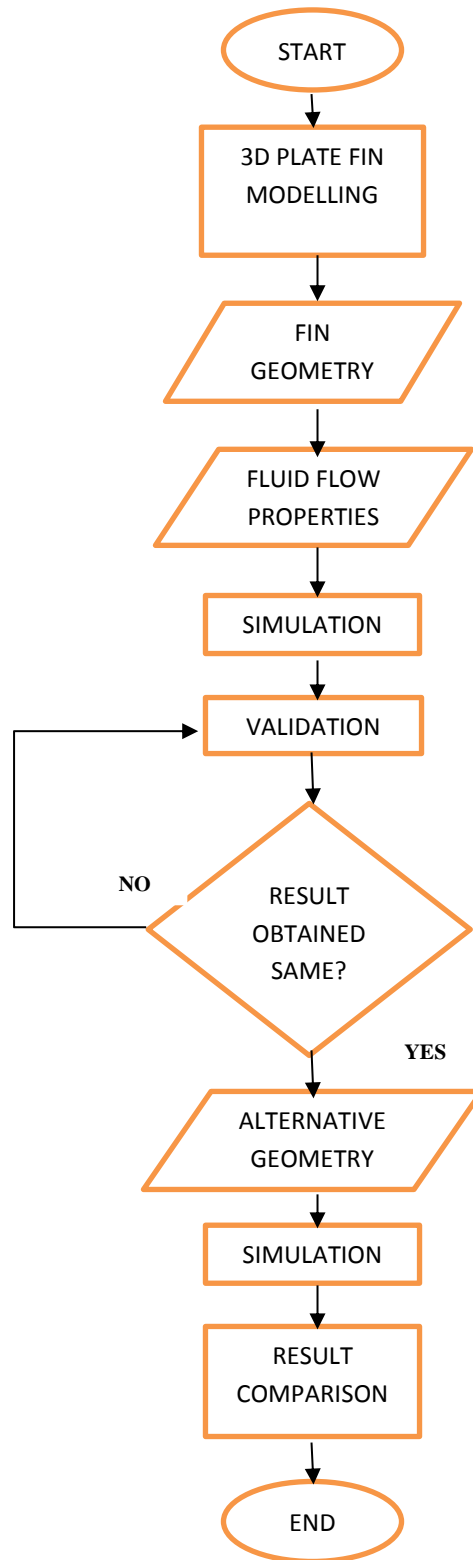 START
3D PLATE FIN
MODELLING
FIN
GEOMETRY
FLUID FLOW
PROPERTIES
SIMULATION
VALIDATION
NO
RESULT
OBTAINED
SAME?
YES
ALTERNATIVE
GEOMETRY
SIMULATION
RESULT
COMPARISON
END